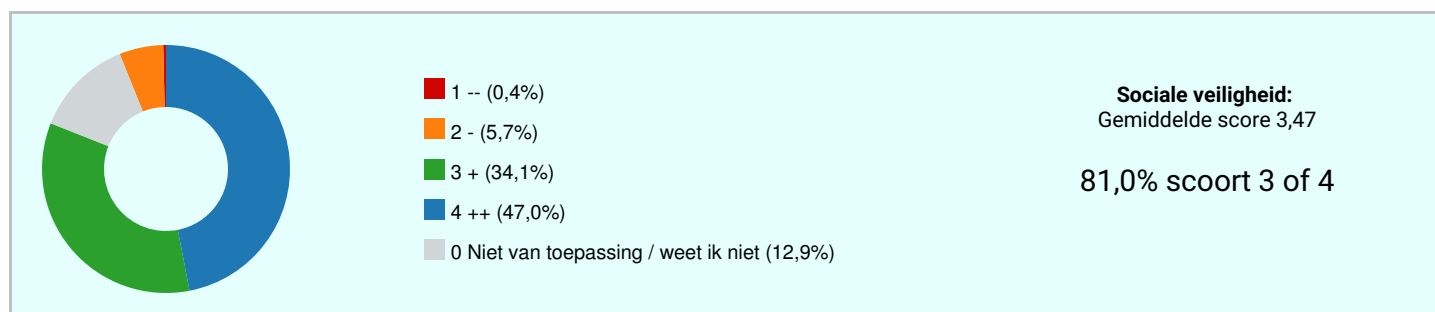 1 -- (0,4%)
2 - (5,7%)
3 + (34,1%)
4 ++ (47,0%)
0 Niet van toepassing / weet ik niet (12,9%)
Sociale veiligheid:
Gemiddelde score 3,47
81,0% scoort 3 of 4